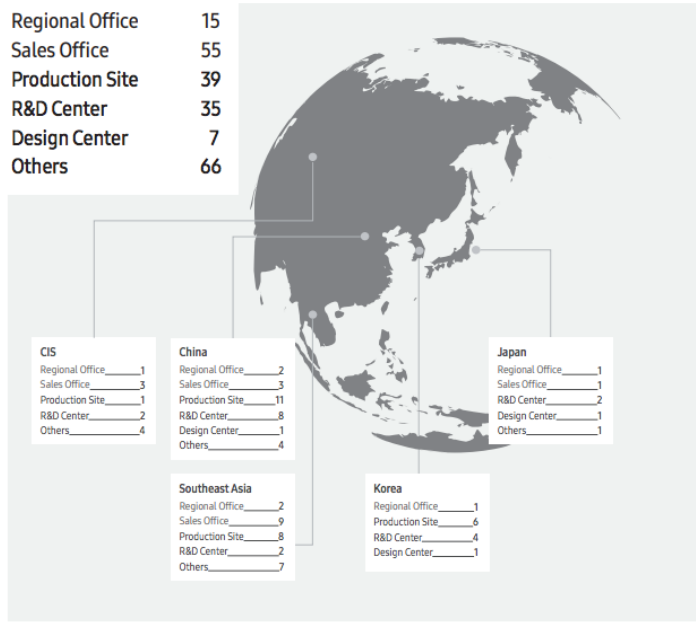 Regional Office 15
Sales Office 55
Production Site 39
R&D Center 35
Design Center 7
Others 66
CIS
Regional Office 1
Sales Office 3
Production Site 1
R&D Center 2
Others 4
China
Regional Office 2
Sales Office 3
Production Site 11
R&D Center 8
Design Center 1
Others 4
Japan
Regional Office 1
Sales Office 1
R&D Center 2
Design Center 1
Others 1
Southeast Asia
Regional Office 2
Sales Office 9
Production Site 8
R&D Center 2
Others 7
Korea
Regional Office 1
Production Site 6
R&D Center 4
Design Center 1